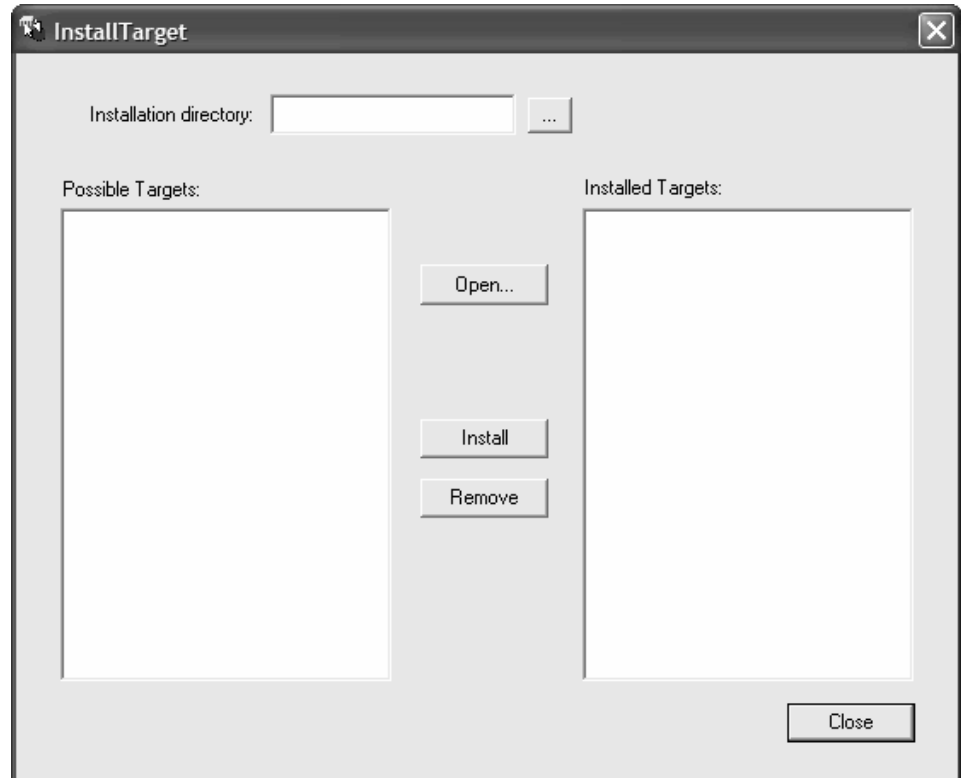 InstallTarget
Installation directory:
...
Possible Targets:
Installed Targets:
Open...
Install
Remove
Close